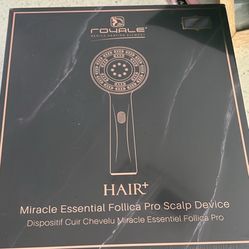 ROYALE
HAIR+
Miracle Essential Follica Pro Scalp Device
Dispositif Cuir Chevelu Miracle Essentiel Follica Pro